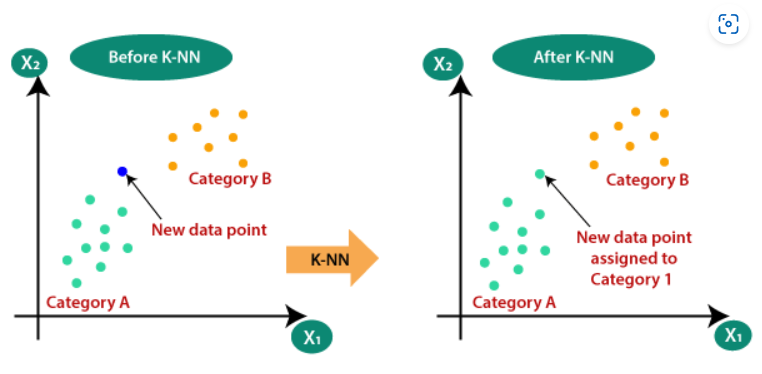 Before K-NN
X2
Category B
New data point
Category A
X1
K-NN
After K-NN
X2
Category B
New data point
assigned to
Category 1
Category A
X1